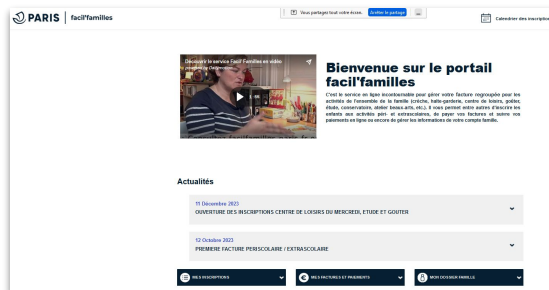 PARIS facil'familles
Vous partagez tout votre écran. Arrêter le partage
Calendrier des inscription
Découvrir le service Facil'Familles en vidéo
Bienvenue sur le portail
facil'familles
C'est le service en ligne incontournable pour gérer votre facture regroupée pour les
activités de l'ensemble de la famille (crèche, halte-garderie, centre de loisirs, goûter,
étude, conservatoire, atelier beaux-arts, etc.). Il vous permet entre autres d'inscrire les
enfants aux activités péri- et extrascolaires, de payer vos factures et suivre vos
paiements en ligne ou encore de gérer les informations de votre compte famille.
Actualités
11 Décembre 2023
OUVERTURE DES INSCRIPTIONS CENTRE DE LOISIRS DU MERCREDI, ETUDE ET GOUTER
12 Octobre 2023
PREMIERE FACTURE PERISCOLAIRE / EXTRASCOLAIRE
MES INSCRIPTIONS
MES FACTURES ET PAIEMENTS
MON DOSSIER FAMILLE